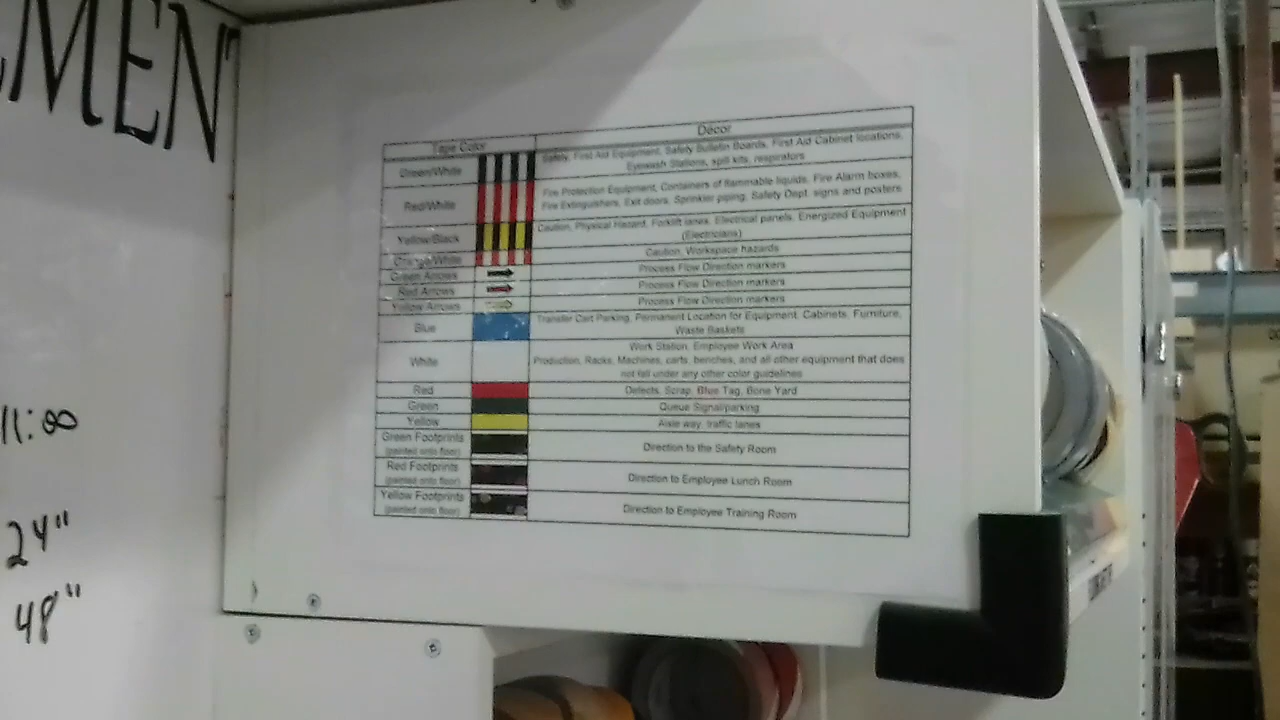 MEN
11:00
24"
48"
Tape Color Décor
Green/White Safety, First Aid Equipment, Safety Bulletin Boards, First Aid Cabinet locations,
Eyewash Stations, spill kits, respirators
Red/White Fire Protection Equipment, Containers of flammable liquids, Fire Alarm boxes,
Fire Extinguishers, Exit doors, Sprinkler piping, Safety Dept. signs and posters
Yellow/Black Caution, Physical Hazard, Forklift lanes, Electrical panels, Energized Equipment
(Electricians)
Orange/White Caution, Workspace hazards
Green Arrows Process Flow Direction markers
Red Arrows Process Flow Direction markers
Yellow Arrows Process Flow Direction markers
Blue Transfer Cart Parking, Permanent Location for Equipment, Cabinets, Furniture,
Waste Baskets
White Work Station, Employee Work Area
Production, Racks, Machines, carts, benches, and all other equipment that does
not fall under any other color guidelines
Red Defects, Scrap, Blue Tag, Bone Yard
Green Queue Signal/parking
Yellow Aisle way, traffic lanes
Green Footprints
(painted onto floor) Direction to the Safety Room
Red Footprints
(painted onto floor) Direction to Employee Lunch Room
Yellow Footprints
(painted onto floor) Direction to Employee Training Room